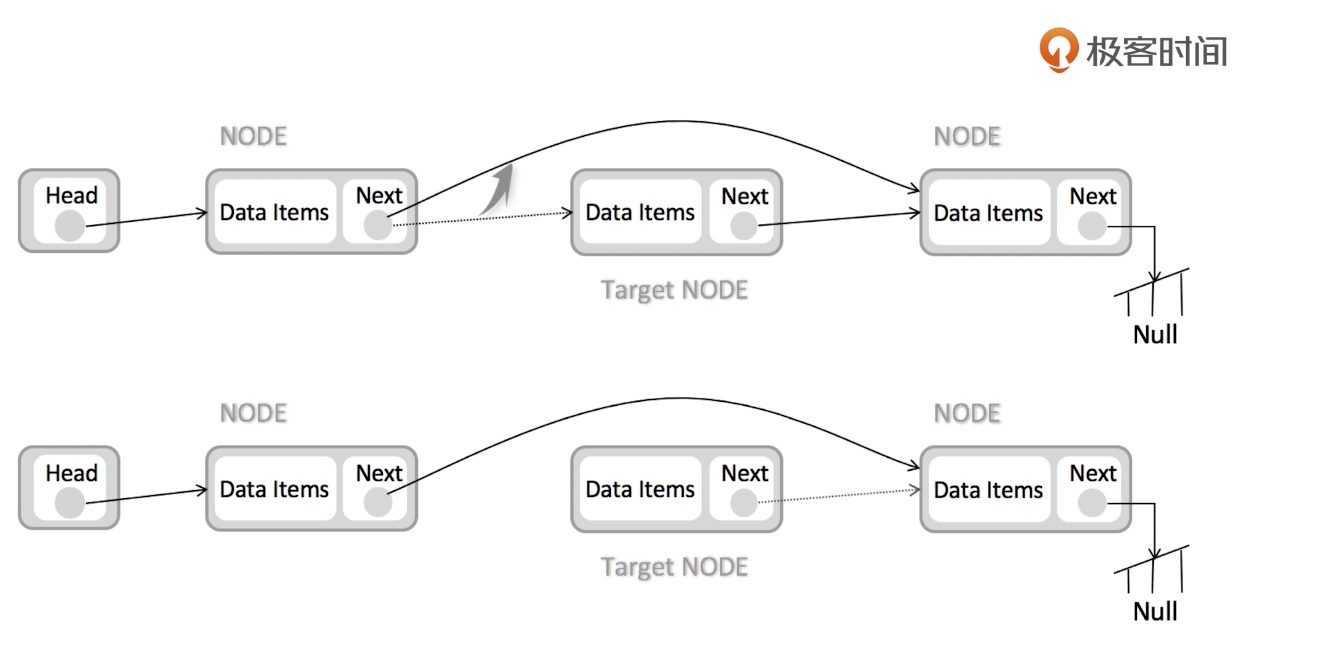 极客时间
NODE
NODE
Head
Data Items
Next
Data Items
Next
Data Items
Next
Target NODE
Null
NODE
NODE
Head
Data Items
Next
Data Items
Next
Data Items
Next
Target NODE
Null